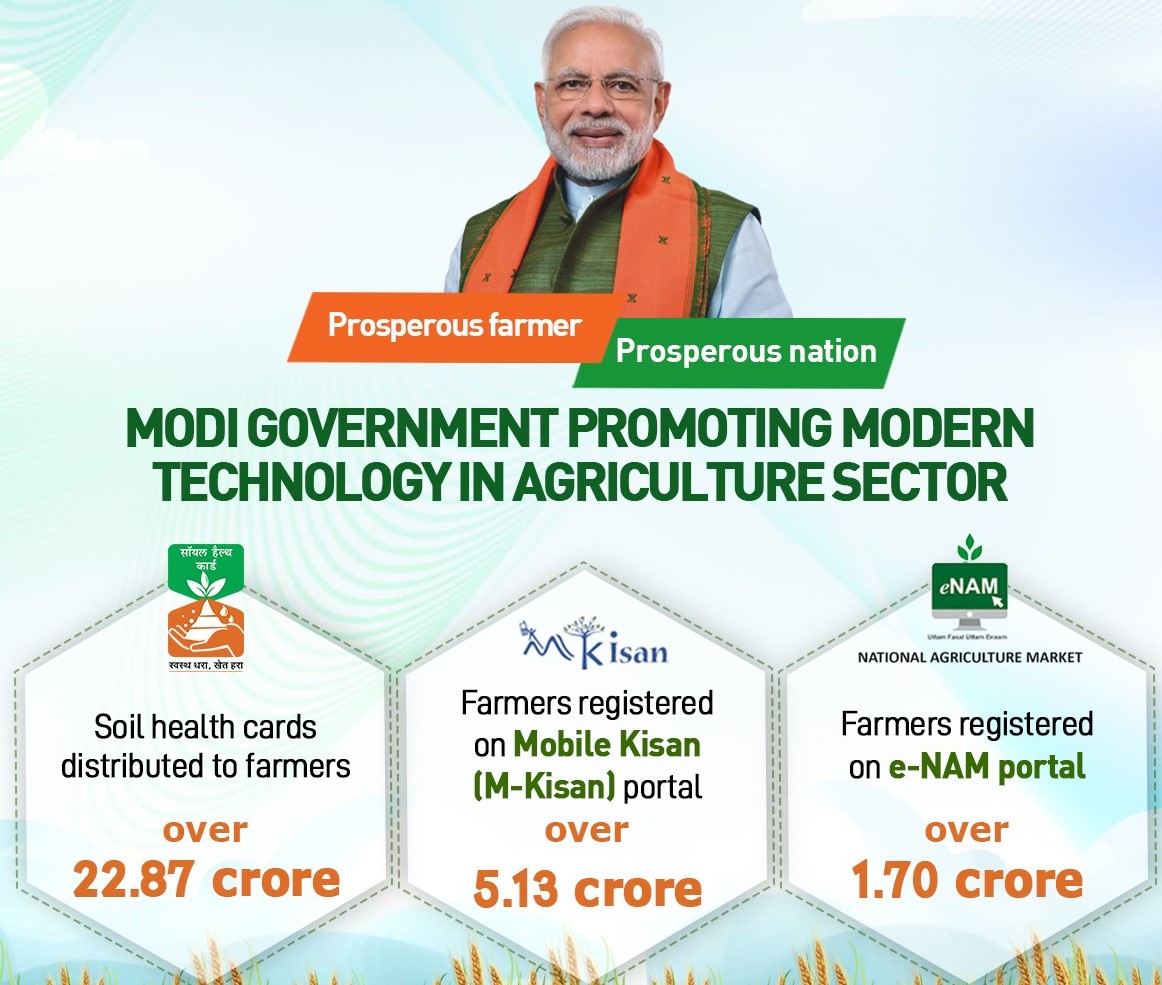 Prosperous farmer
Prosperous nation
MODI GOVERNMENT PROMOTING MODERN
TECHNOLOGY IN AGRICULTURE SECTOR
सॉयल हैल्थ
कार्ड
स्वस्थ धरा, खेत हरा
Soil health cards
distributed to farmers
over
22.87 crore
mKisan
Farmers registered
on Mobile Kisan
(M-Kisan) portal
over
5.13 crore
eNAM
Uttam Fasal Uttam Enaam
NATIONAL AGRICULTURE MARKET
Farmers registered
on e-NAM portal
over
1.70 crore